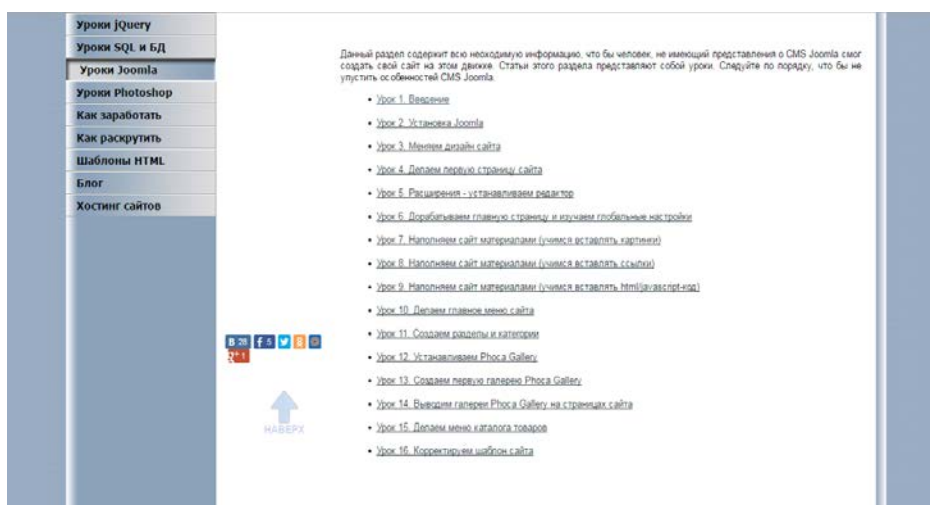 Уроки jQuery
Уроки SQL и БД
Уроки Joomla
Уроки Photoshop
Как заработать
Как раскрутить
Шаблоны HTML
Блог
Хостинг сайтов
Данный раздел содержит всю неоходимую информацию, что бы человек, не имеющий представления о CMS Joomla смог
создать свой сайт на этом движке. Статьи этого раздела представляют собой уроки. Следуйте по порядку, что бы не
упустить особенностей CMS Joomla.
• Урок 1. Введение
• Урок 2. Установка Joomla
• Урок 3. Меняем дизайн сайта
• Урок 4. Делаем первую страницу сайта
• Урок 5. Расширения - устанавливаем редактор
• Урок 6. Дорабатываем главную страницу и изучаем глобальные настройки
• Урок 7. Наполняем сайт материалами (учимся вставлять картинки)
• Урок 8. Наполняем сайт материалами (учимся вставлять ссылки)
• Урок 9. Наполняем сайт материалами (учимся вставлять html/javascript-код)
• Урок 10. Делаем главное меню сайта
• Урок 11. Создаем разделы и категории
• Урок 12. Устанавливаем Phoca Gallery
• Урок 13. Создаем первую галерею Phoca Gallery
• Урок 14. Выводим галереи Phoca Gallery на страницах сайта
• Урок 15. Делаем меню каталога товаров
• Урок 16. Корректируем шаблон сайта
В 28 f 5
g+ 1
НАВЕРХ